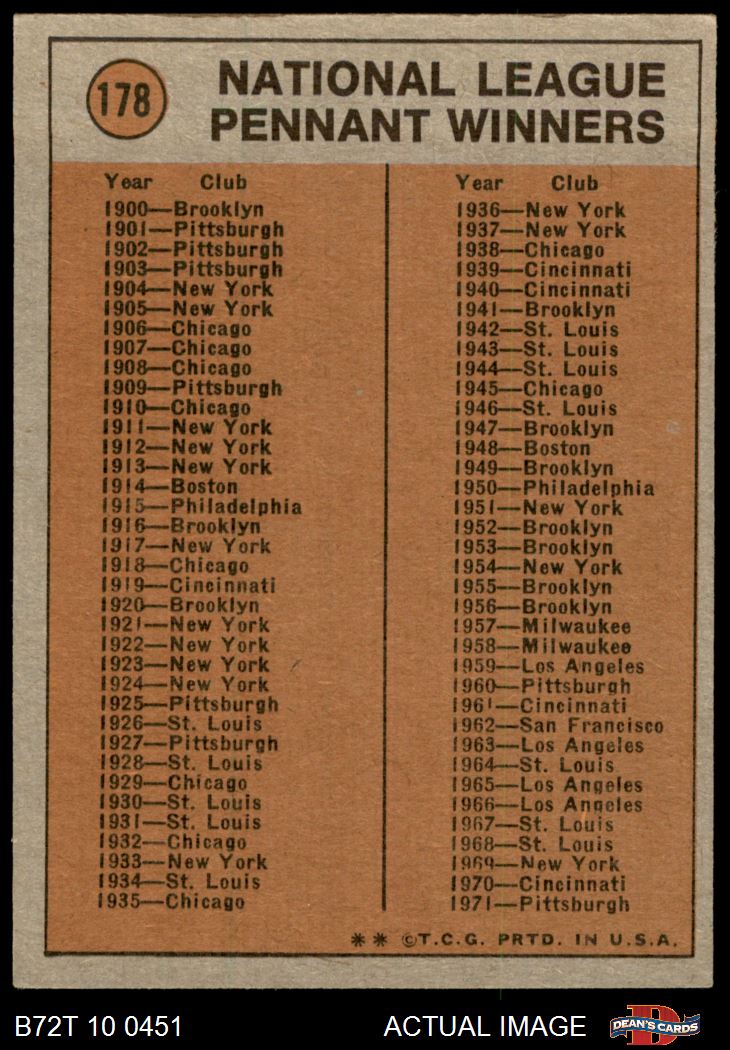 178
NATIONAL LEAGUE
PENNANT WINNERS
Year Club
1900—Brooklyn
1901—Pittsburgh
1902—Pittsburgh
1903—Pittsburgh
1904—New York
1905—New York
1906—Chicago
1907—Chicago
1908—Chicago
1909—Pittsburgh
1910—Chicago
1911—New York
1912—New York
1913—New York
1914—Boston
1915—Philadelphia
1916—Brooklyn
1917—New York
1918—Chicago
1919—Cincinnati
1920—Brooklyn
1921—New York
1922—New York
1923—New York
1924—New York
1925—Pittsburgh
1926—St. Louis
1927—Pittsburgh
1928—St. Louis
1929—Chicago
1930—St. Louis
1931—St. Louis
1932—Chicago
1933—New York
1934—St. Louis
1935—Chicago
Year Club
1936—New York
1937—New York
1938—Chicago
1939—Cincinnati
1940—Cincinnati
1941—Brooklyn
1942—St. Louis
1943—St. Louis
1944—St. Louis
1945—Chicago
1946—St. Louis
1947—Brooklyn
1948—Boston
1949—Brooklyn
1950—Philadelphia
1951—New York
1952—Brooklyn
1953—Brooklyn
1954—New York
1955—Brooklyn
1956—Brooklyn
1957—Milwaukee
1958—Milwaukee
1959—Los Angeles
1960—Pittsburgh
1961—Cincinnati
1962—San Francisco
1963—Los Angeles
1964—St. Louis
1965—Los Angeles
1966—Los Angeles
1967—St. Louis
1968—St. Louis
1969—New York
1970—Cincinnati
1971—Pittsburgh
** ©T.C.G. PRTD. IN U.S.A.
B72T 10 0451
ACTUAL IMAGE
D
DEAN'S CARDS